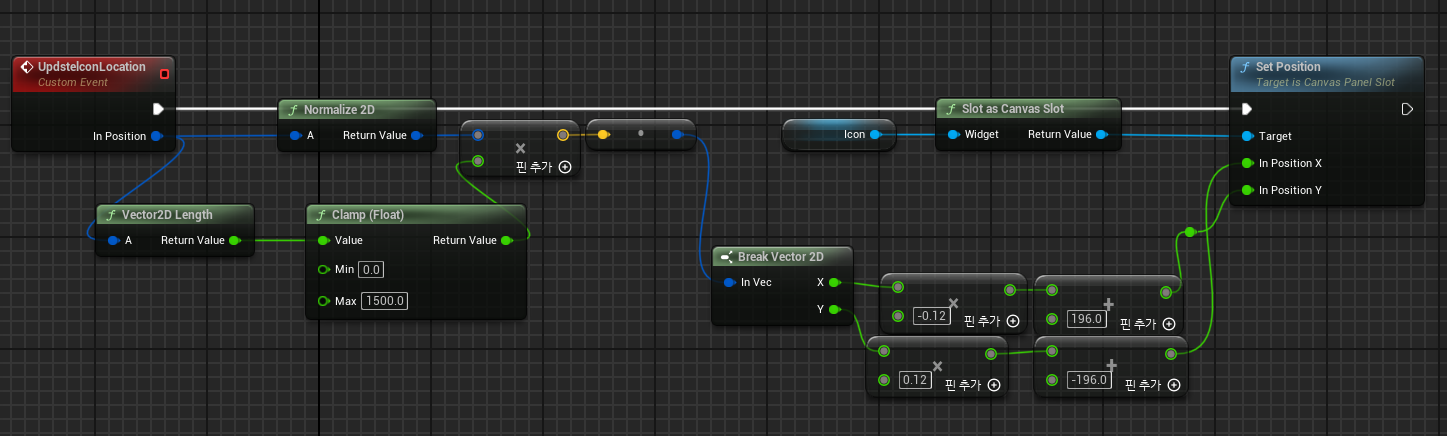 UpdsteIconLocation
Custom Event
In Position
f Normalize 2D
A Return Value
×
핀 추가
f Vector2D Length
A Return Value
f Clamp (Float)
Value Return Value
Min 0.0
Max 1500.0
Icon
f Slot as Canvas Slot
Widget Return Value
f Set Position
Target is Canvas Panel Slot
Target
In Position X
In Position Y
Break Vector 2D
In Vec X
Y
×
-0.12
핀 추가
+
196.0
핀 추가
×
0.12
핀 추가
+
-196.0
핀 추가